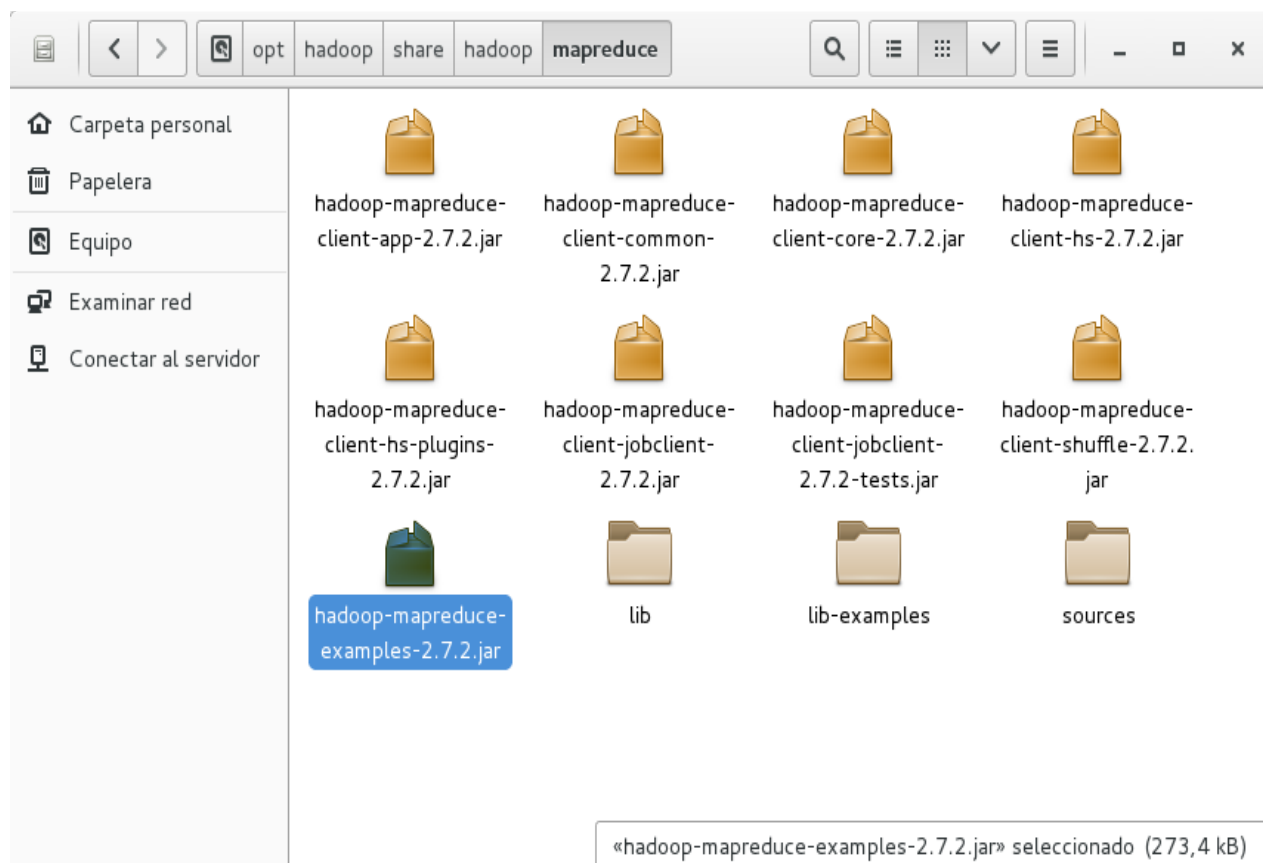 opt hadoop share hadoop mapreduce
Carpeta personal
Papelera
Equipo
Examinar red
Conectar al servidor
hadoop-mapreduce-
client-app-2.7.2.jar
hadoop-mapreduce-
client-common-
2.7.2.jar
hadoop-mapreduce-
client-core-2.7.2.jar
hadoop-mapreduce-
client-hs-2.7.2.jar
hadoop-mapreduce-
client-hs-plugins-
2.7.2.jar
hadoop-mapreduce-
client-jobclient-
2.7.2.jar
hadoop-mapreduce-
client-jobclient-
2.7.2-tests.jar
hadoop-mapreduce-
client-shuffle-2.7.2.
jar
hadoop-mapreduce-
examples-2.7.2.jar
lib
lib-examples
sources
«hadoop-mapreduce-examples-2.7.2.jar» seleccionado (273,4 kB)